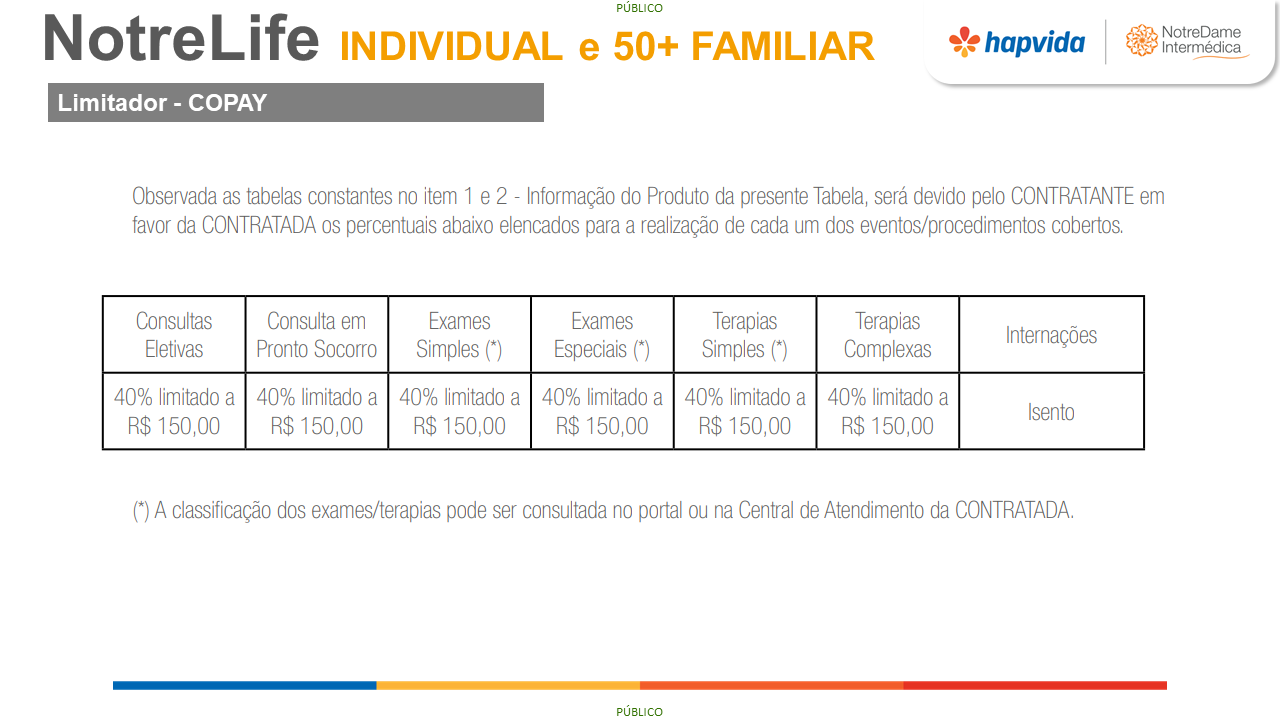 PÚBLICO
NotreLife INDIVIDUAL e 50+ FAMILIAR
hapvida
NotreDame
Intermédica
Limitador - COPAY
Observada as tabelas constantes no item 1 e 2 - Informação do Produto da presente Tabela, será devido pelo CONTRATANTE em
favor da CONTRATADA os percentuais abaixo elencados para a realização de cada um dos eventos/procedimentos cobertos.
Consultas Eletivas
Consulta em Pronto Socorro
Exames Simples (*)
Exames Especiais (*)
Terapias Simples (*)
Terapias Complexas
Internações
40% limitado a R$ 150,00
40% limitado a R$ 150,00
40% limitado a R$ 150,00
40% limitado a R$ 150,00
40% limitado a R$ 150,00
40% limitado a R$ 150,00
Isento
(*) A classificação dos exames/terapias pode ser consultada no portal ou na Central de Atendimento da CONTRATADA.
PÚBLICO